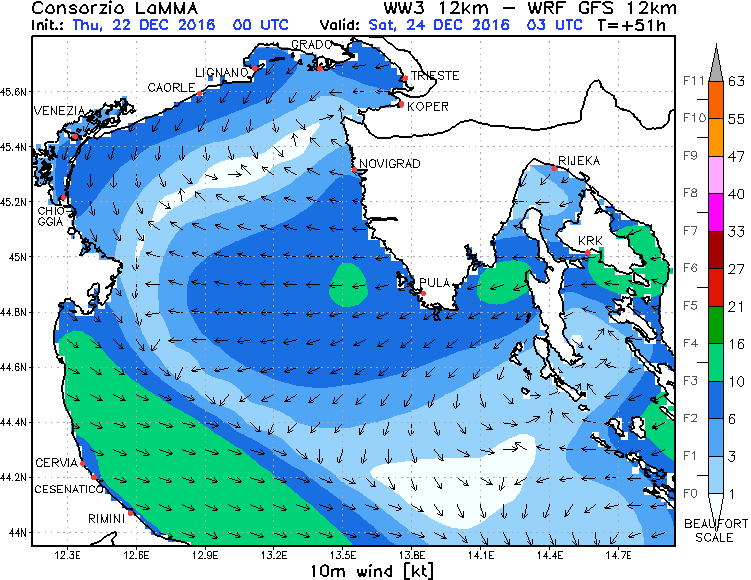 Consorzio LaMMA WW3 12km – WRF GFS 12km
Init.: Thu, 22 DEC 2016 00 UTC Valid: Sat, 24 DEC 2016 03 UTC T=+51h
GRADO
LIGNANO
TRIESTE
CAORLE
KOPER
VENEZIA
NOVIGRAD
RIJEKA
CHIO-
GGIA
KRK
PULA
CERVIA
CESENATICO
RIMINI
45.6N
45.4N
45.2N
45N
44.8N
44.6N
44.4N
44.2N
44N
12.3E 12.6E 12.9E 13.2E 13.5E 13.8E 14.1E 14.4E 14.7E
10m wind [kt]
F11 63
F10 55
F9 47
F8 40
F7 33
F6 27
F5 21
F4 16
F3 10
F2 6
F1 3
F0 1
BEAUFORT
SCALE